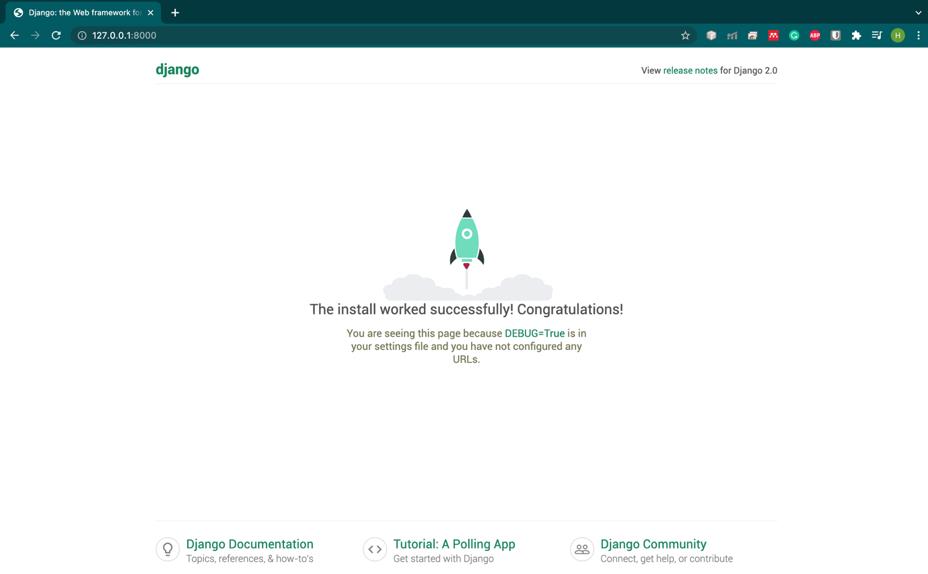 Django: the Web framework fo
127.0.0.1:8000
ABP
H
django
View release notes for Django 2.0
The install worked successfully! Congratulations!
You are seeing this page because DEBUG=True is in
your settings file and you have not configured any
URLs.
Django Documentation
Topics, references, & how-to's
Tutorial: A Polling App
Get started with Django
Django Community
Connect, get help, or contribute